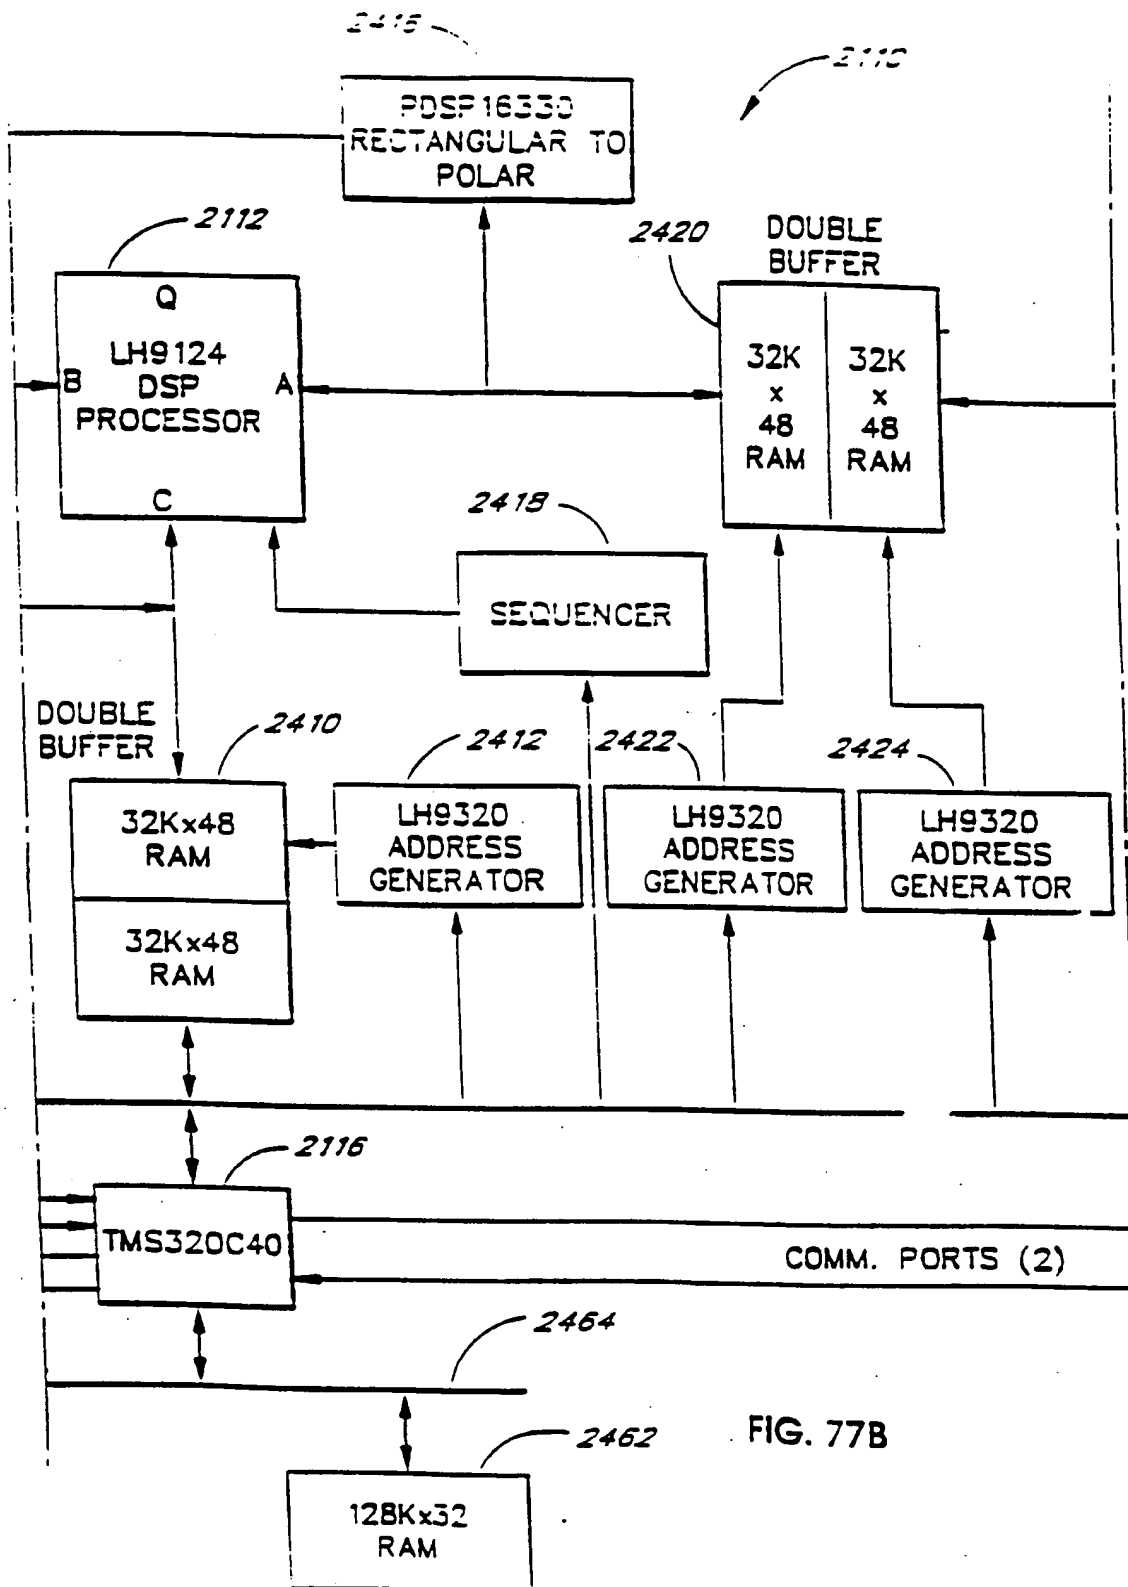 2110
PDSP16330
RECTANGULAR TO
POLAR
2112
2420
DOUBLE
BUFFER
Q
LH9124
DSP
PROCESSOR
B
A
C
32K
x
48
RAM
32K
x
48
RAM
2418
SEQUENCER
DOUBLE
BUFFER
2410
2412
2422
2424
32Kx48
RAM
32Kx48
RAM
LH9320
ADDRESS
GENERATOR
LH9320
ADDRESS
GENERATOR
LH9320
ADDRESS
GENERATOR
2116
TMS320C40
COMM. PORTS (2)
2464
2462
128Kx32
RAM
FIG. 77B